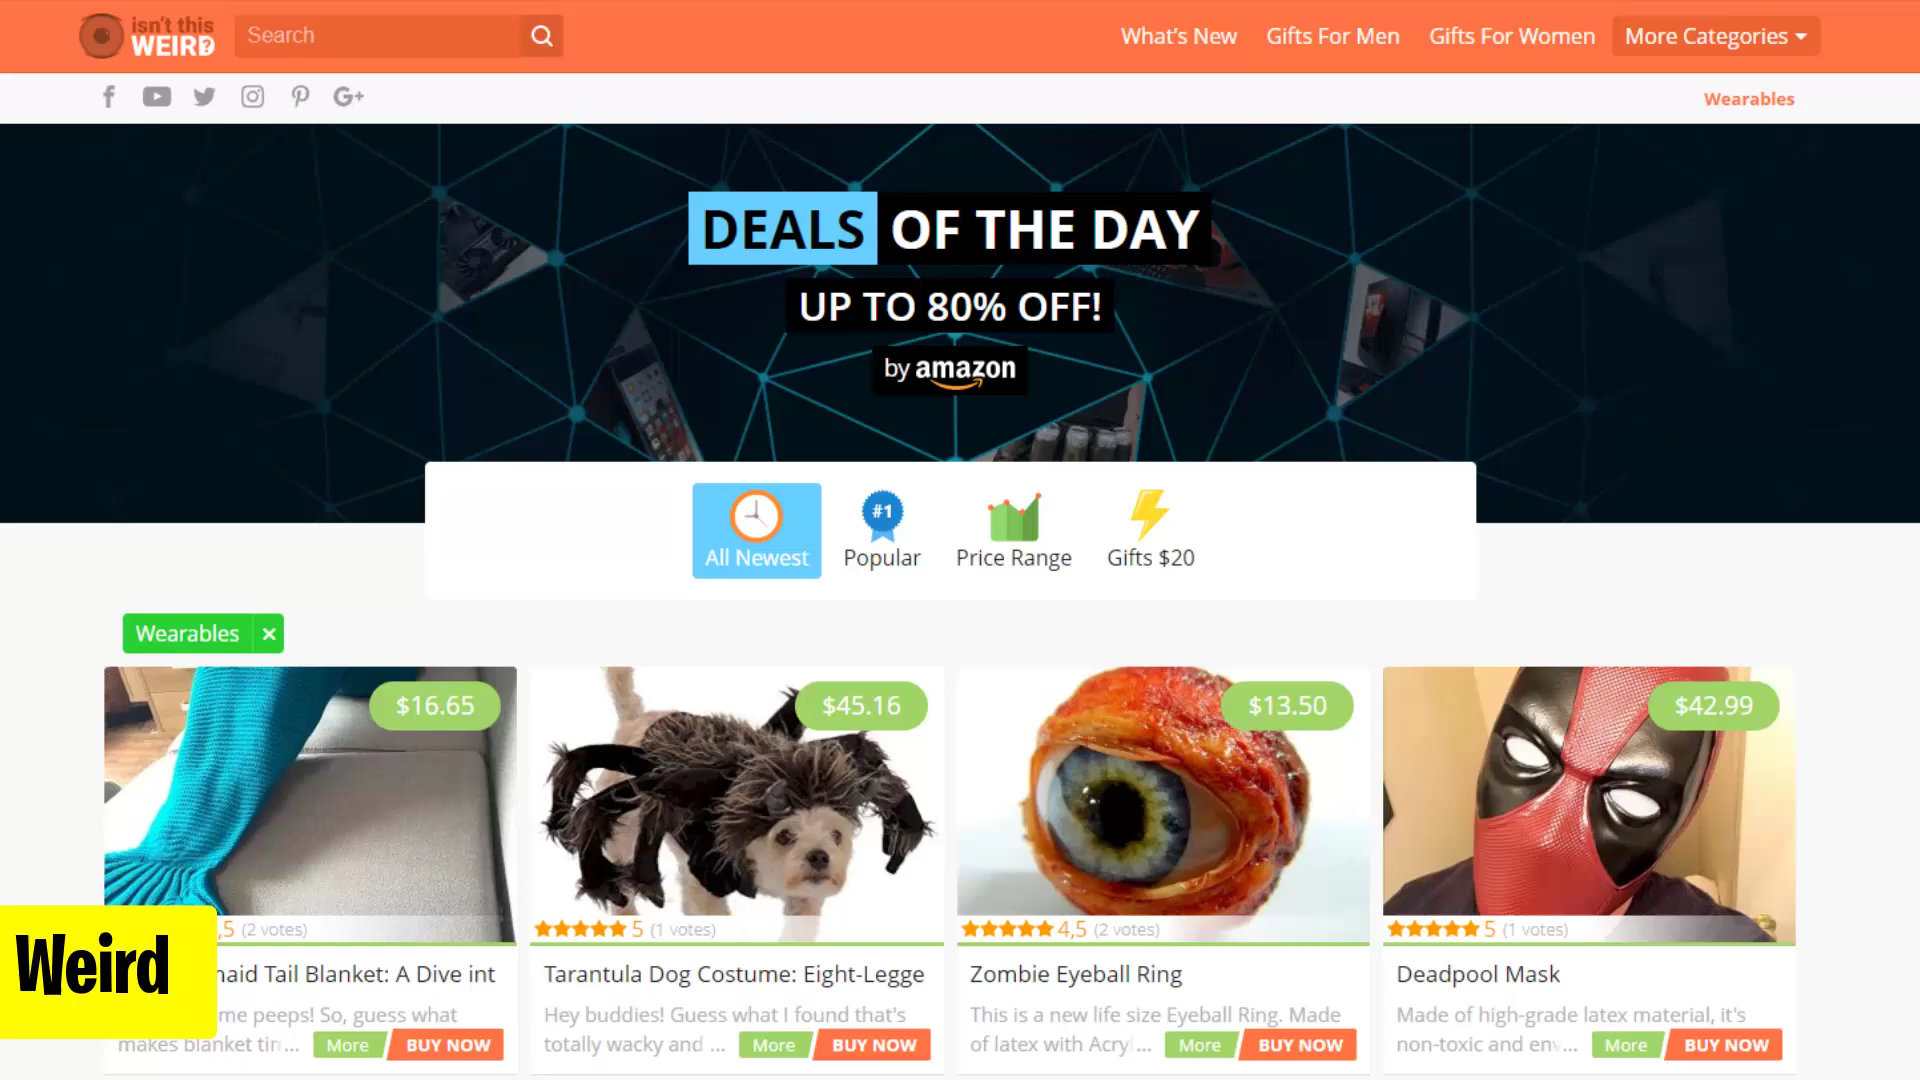 isn't this
WEIRD?
Search
What's New
Gifts For Men
Gifts For Women
More Categories
G+
Wearables
DEALS OF THE DAY
UP TO 80% OFF!
by amazon
#1
All Newest
Popular
Price Range
Gifts $20
Wearables ×
$16.65
$45.16
$13.50
$42.99
,5 (2 votes)
5 (1 votes)
4,5 (2 votes)
5 (1 votes)
Weird
naid Tail Blanket: A Dive int
me peeps! So, guess what
makes blanket tin...
More
BUY NOW
Tarantula Dog Costume: Eight-Legge
Hey buddies! Guess what I found that's
totally wacky and ...
More
BUY NOW
Zombie Eyeball Ring
This is a new life size Eyeball Ring. Made
of latex with Acryl...
More
BUY NOW
Deadpool Mask
Made of high-grade latex material, it's
non-toxic and env...
More
BUY NOW